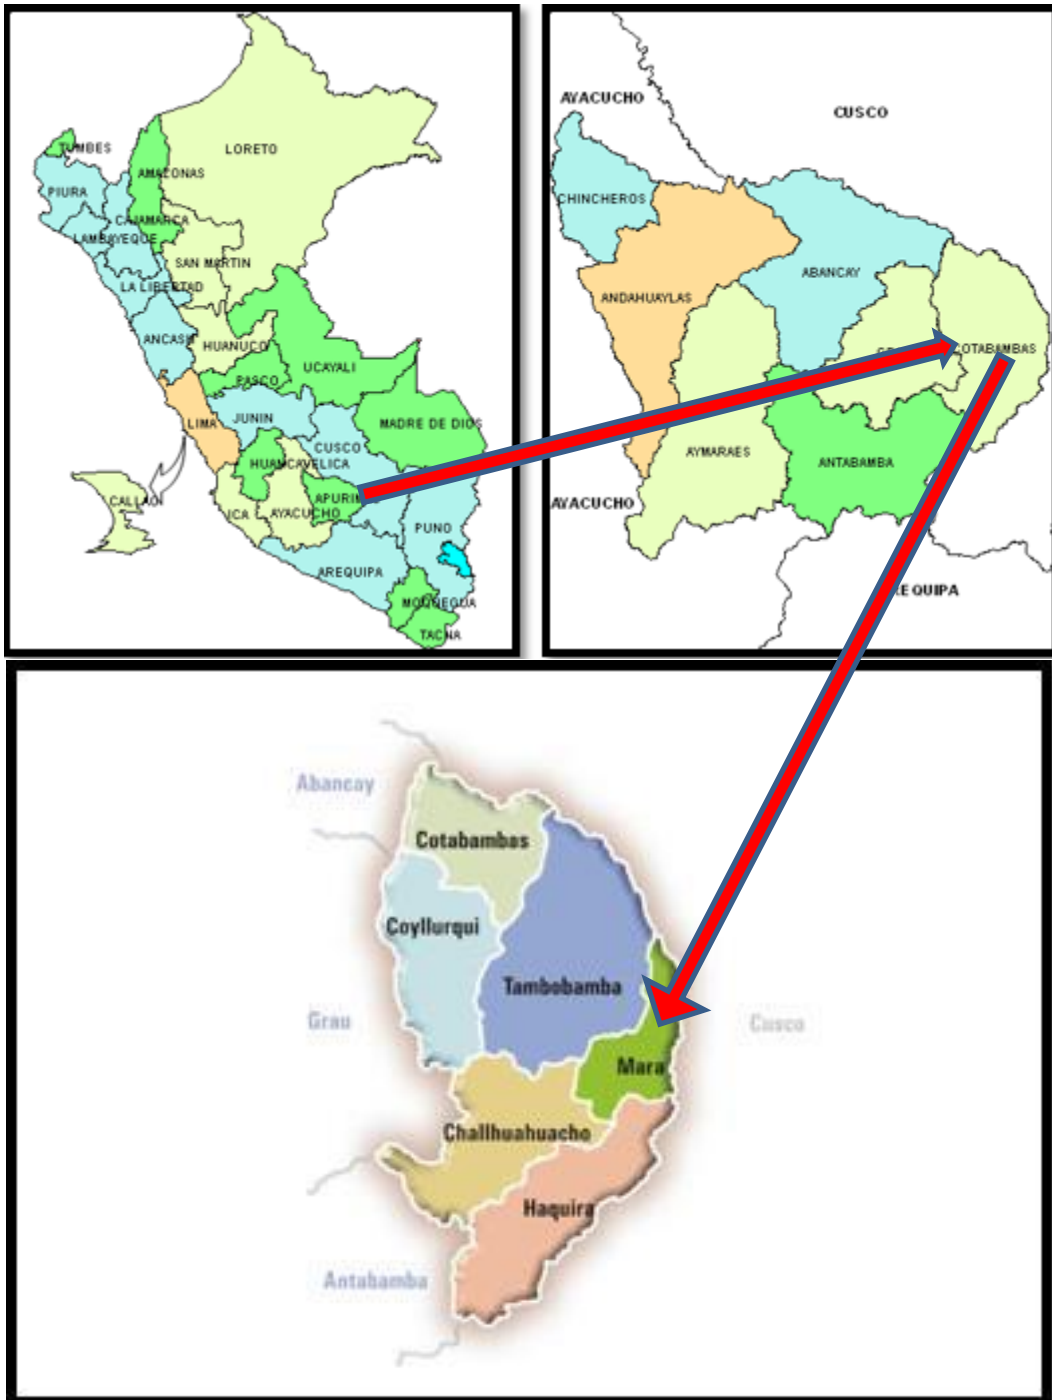 TUMBES
LORETO
AMAZONAS
PIURA
CAJAMARCA
LAMBAYEQUE
SAN MARTIN
LA LIBERTAD
ANCASH
HUANUCO
UCAYALI
PASCO
LIMA
JUNIN
MADRE DE DIOS
CUSCO
HUANCAVELICA
CALLAO
APURIM
ICA
AYACUCHO
PUNO
AREQUIPA
MOQUEGUA
TACNA
AYACUCHO
CUSCO
CHINCHEROS
ABANCAY
ANDAHUAYLAS
COTABAMBAS
AYMARAES
ANTABAMBA
AYACUCHO
REQUIPA
Abancay
Cotabambas
Coyllurqui
Tambobamba
Grau
Cusco
Mara
Challhuahuacho
Haquira
Antabamba